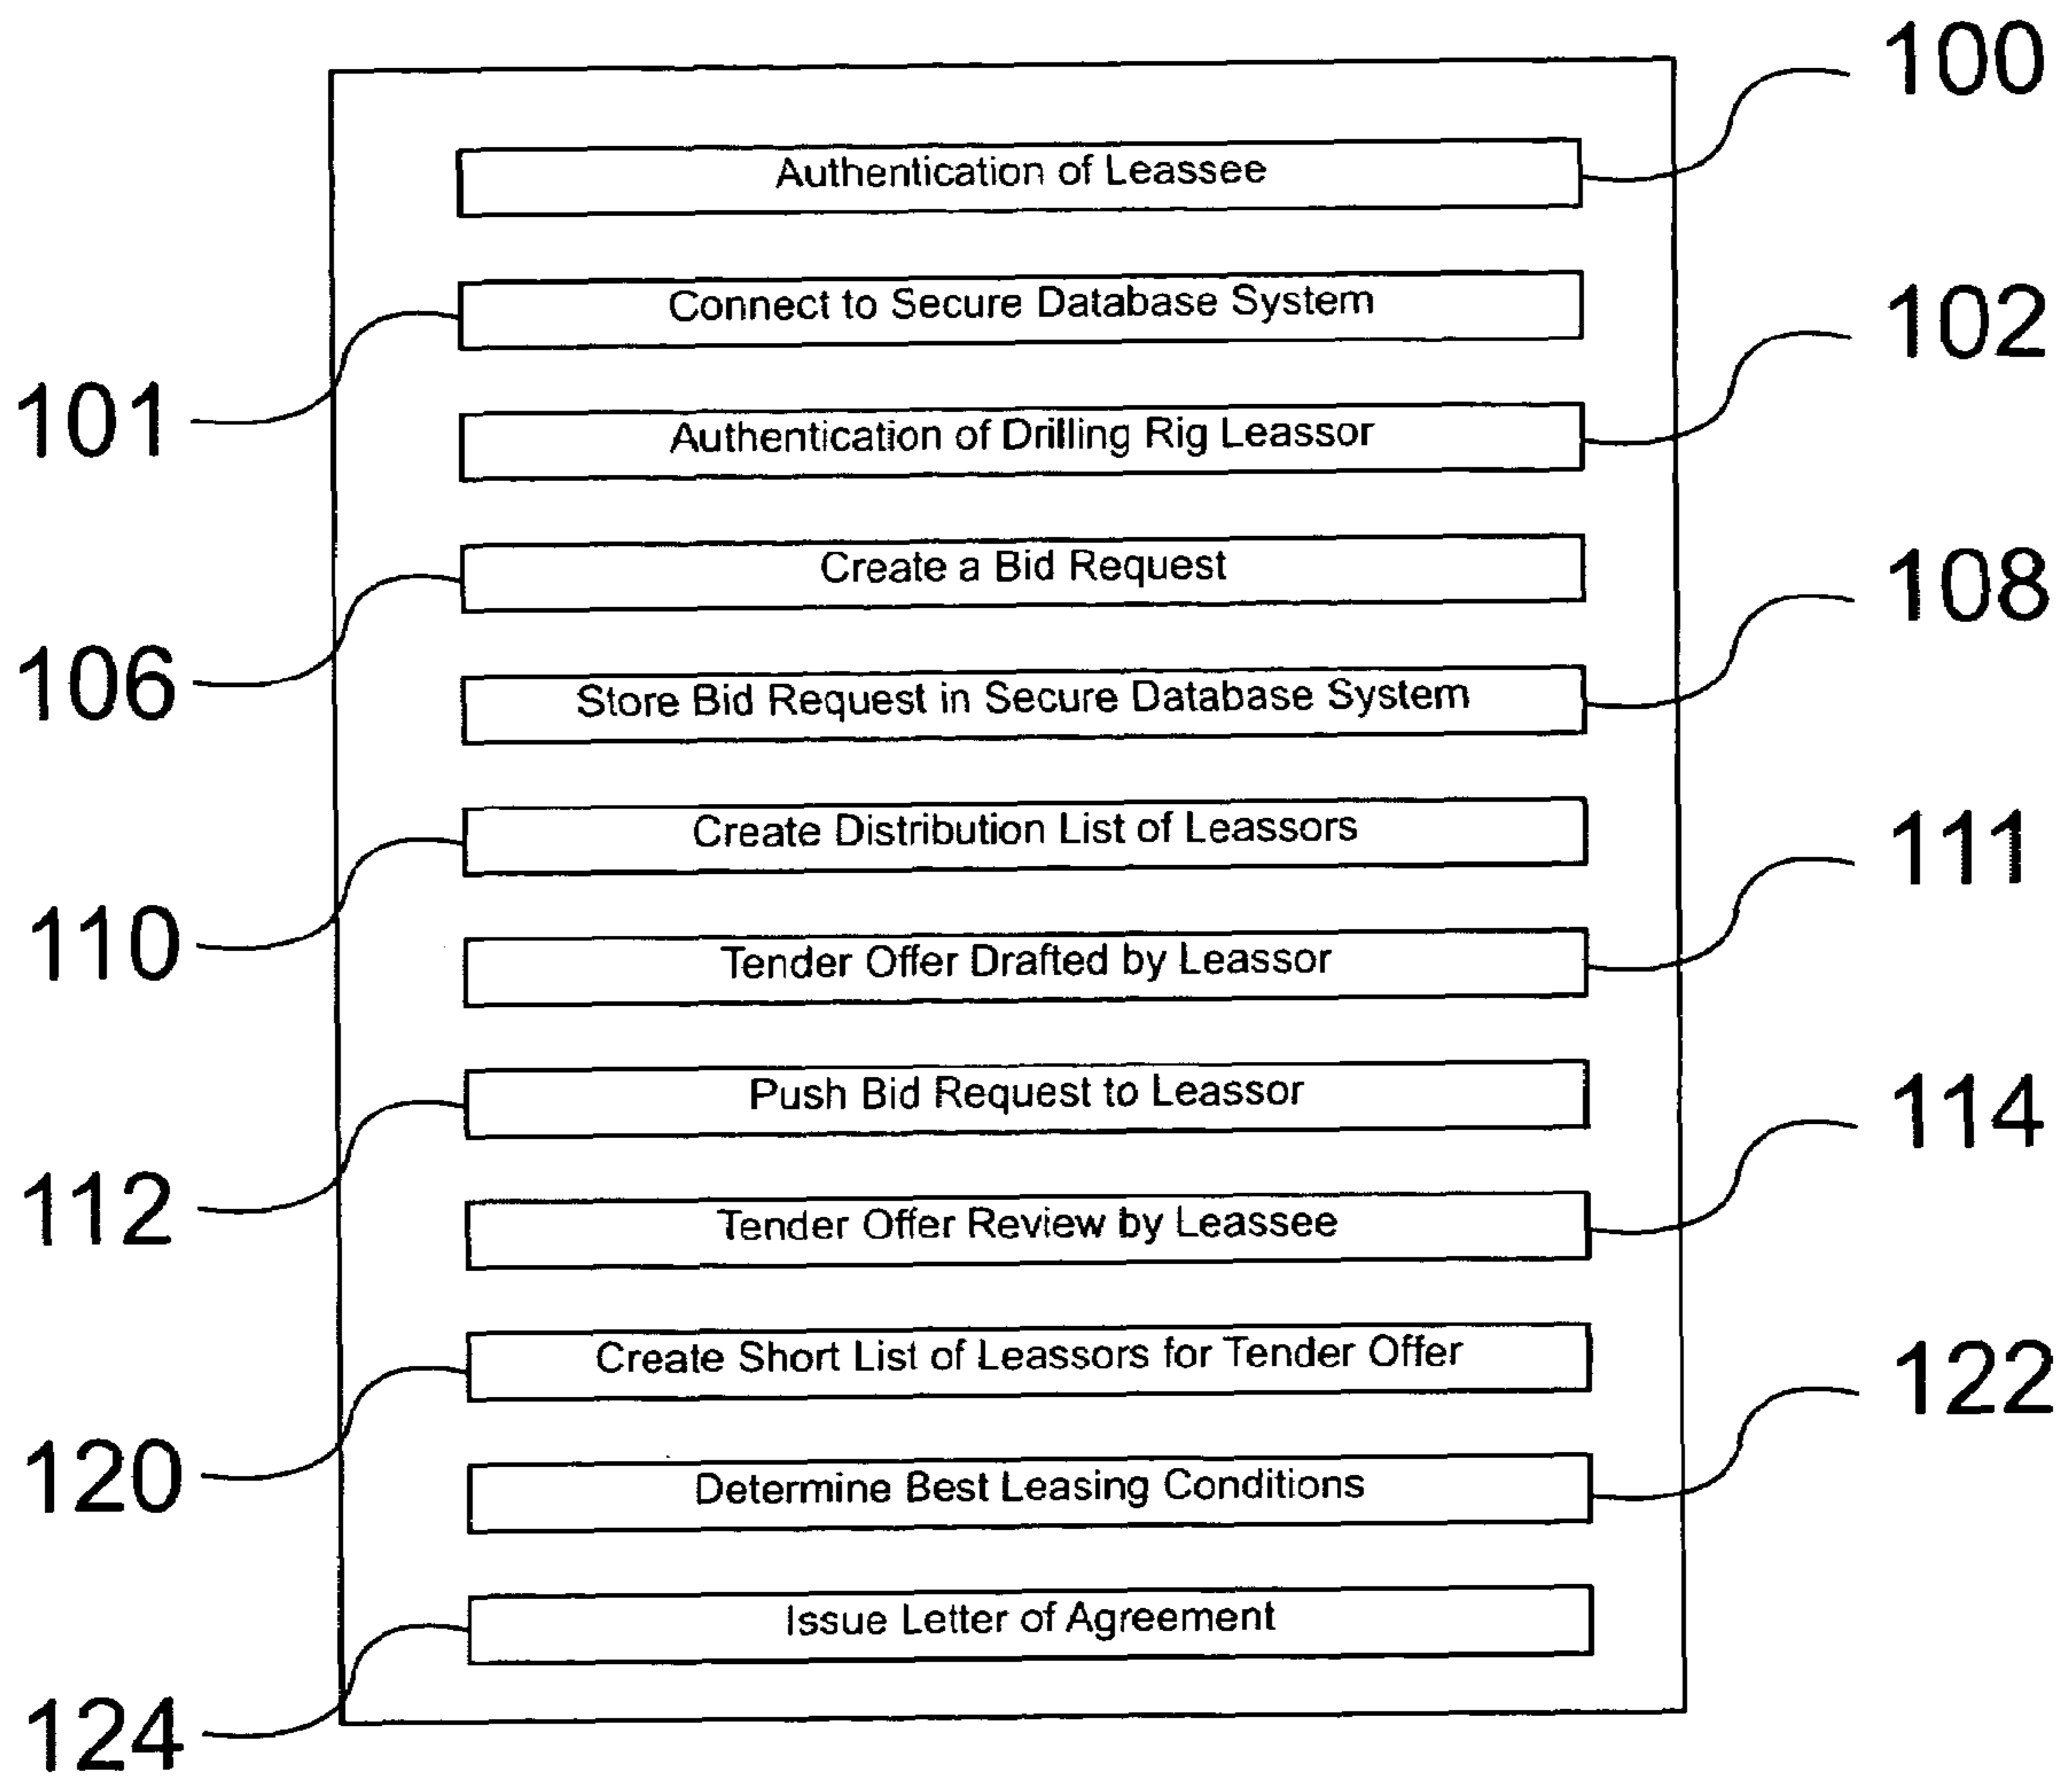 100
Authentication of Leassee
Connect to Secure Database System
101
102
Authentication of Drilling Rig Leassor
Create a Bid Request
106
108
Store Bid Request in Secure Database System
Create Distribution List of Leassors
110
111
Tender Offer Drafted by Leassor
Push Bid Request to Leassor
112
114
Tender Offer Review by Leassee
Create Short List of Leassors for Tender Offer
120
122
Determine Best Leasing Conditions
Issue Letter of Agreement
124